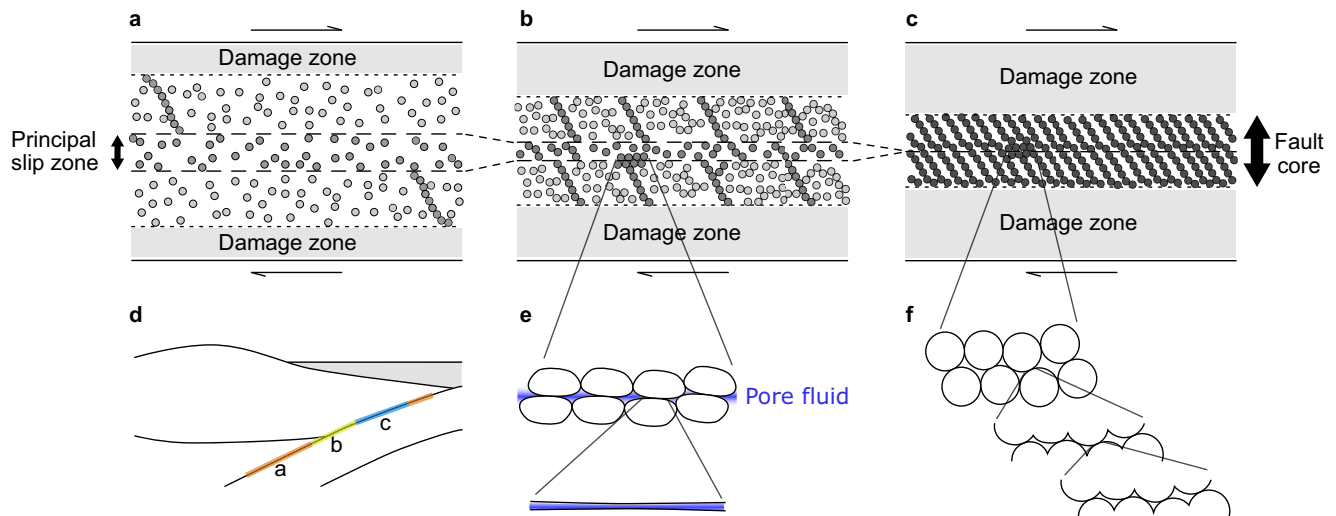 a
b
c
Damage zone
Damage zone
Damage zone
Principal
slip zone
Fault
core
Damage zone
Damage zone
Damage zone
d
e
f
Pore fluid
c
b
a